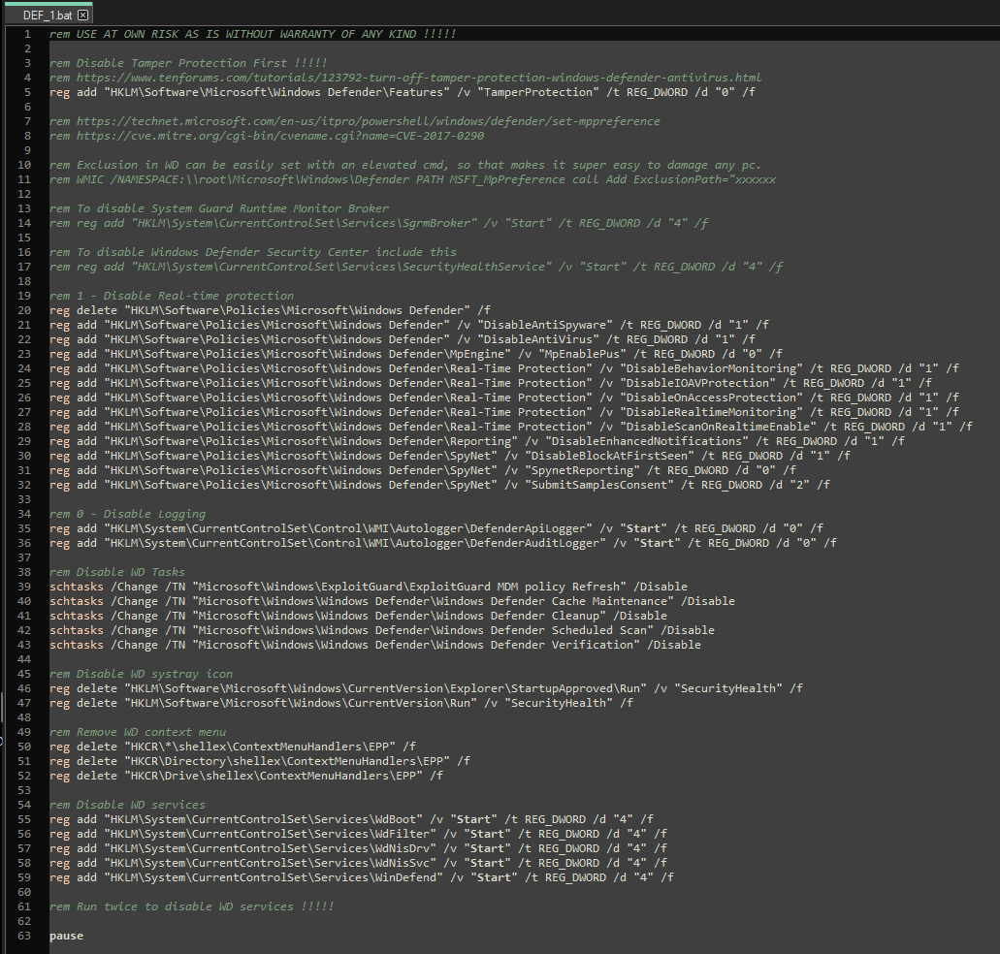 DEF_1.bat
1 rem USE AT OWN RISK AS IS WITHOUT WARRANTY OF ANY KIND !!!!!
2
3 rem Disable Tamper Protection First !!!!!
4 rem https://www.tenforums.com/tutorials/123792-turn-off-tamper-protection-windows-defender-antivirus.html
5 reg add "HKLM\Software\Microsoft\Windows Defender\Features" /v "TamperProtection" /t REG_DWORD /d "0" /f
6
7 rem https://technet.microsoft.com/en-us/itpro/powershell/windows/defender/set-mppreference
8 rem https://cve.mitre.org/cgi-bin/cvename.cgi?name=CVE-2017-0290
9
10 rem Exclusion in WD can be easily set with an elevated cmd, so that makes it super easy to damage any pc.
11 rem WMIC /NAMESPACE:\\root\Microsoft\Windows\Defender PATH MSFT_MpPreference call Add ExclusionPath="xxxxxx
12
13 rem To disable System Guard Runtime Monitor Broker
14 rem reg add "HKLM\System\CurrentControlSet\Services\SgrmBroker" /v "Start" /t REG_DWORD /d "4" /f
15
16 rem To disable Windows Defender Security Center include this
17 rem reg add "HKLM\System\CurrentControlSet\Services\SecurityHealthService" /v "Start" /t REG_DWORD /d "4" /f
18
19 rem 1 - Disable Real-time protection
20 reg delete "HKLM\Software\Policies\Microsoft\Windows Defender" /f
21 reg add "HKLM\Software\Policies\Microsoft\Windows Defender" /v "DisableAntiSpyware" /t REG_DWORD /d "1" /f
22 reg add "HKLM\Software\Policies\Microsoft\Windows Defender" /v "DisableAntiVirus" /t REG_DWORD /d "1" /f
23 reg add "HKLM\Software\Policies\Microsoft\Windows Defender\MpEngine" /v "MpEnablePus" /t REG_DWORD /d "0" /f
24 reg add "HKLM\Software\Policies\Microsoft\Windows Defender\Real-Time Protection" /v "DisableBehaviorMonitoring" /t REG_DWORD /d "1" /f
25 reg add "HKLM\Software\Policies\Microsoft\Windows Defender\Real-Time Protection" /v "DisableIOAVProtection" /t REG_DWORD /d "1" /f
26 reg add "HKLM\Software\Policies\Microsoft\Windows Defender\Real-Time Protection" /v "DisableOnAccessProtection" /t REG_DWORD /d "1" /f
27 reg add "HKLM\Software\Policies\Microsoft\Windows Defender\Real-Time Protection" /v "DisableRealtimeMonitoring" /t REG_DWORD /d "1" /f
28 reg add "HKLM\Software\Policies\Microsoft\Windows Defender\Real-Time Protection" /v "DisableScanOnRealtimeEnable" /t REG_DWORD /d "1" /f
29 reg add "HKLM\Software\Policies\Microsoft\Windows Defender\Reporting" /v "DisableEnhancedNotifications" /t REG_DWORD /d "1" /f
30 reg add "HKLM\Software\Policies\Microsoft\Windows Defender\SpyNet" /v "DisableBlockAtFirstSeen" /t REG_DWORD /d "1" /f
31 reg add "HKLM\Software\Policies\Microsoft\Windows Defender\SpyNet" /v "SpynetReporting" /t REG_DWORD /d "0" /f
32 reg add "HKLM\Software\Policies\Microsoft\Windows Defender\SpyNet" /v "SubmitSamplesConsent" /t REG_DWORD /d "2" /f
33
34 rem 0 - Disable Logging
35 reg add "HKLM\System\CurrentControlSet\Control\WMI\Autologger\DefenderApiLogger" /v "Start" /t REG_DWORD /d "0" /f
36 reg add "HKLM\System\CurrentControlSet\Control\WMI\Autologger\DefenderAuditLogger" /v "Start" /t REG_DWORD /d "0" /f
37
38 rem Disable WD Tasks
39 schtasks /Change /TN "Microsoft\Windows\ExploitGuard\ExploitGuard MDM policy Refresh" /Disable
40 schtasks /Change /TN "Microsoft\Windows\Windows Defender\Windows Defender Cache Maintenance" /Disable
41 schtasks /Change /TN "Microsoft\Windows\Windows Defender\Windows Defender Cleanup" /Disable
42 schtasks /Change /TN "Microsoft\Windows\Windows Defender\Windows Defender Scheduled Scan" /Disable
43 schtasks /Change /TN "Microsoft\Windows\Windows Defender\Windows Defender Verification" /Disable
44
45 rem Disable WD systray icon
46 reg delete "HKLM\Software\Microsoft\Windows\CurrentVersion\Explorer\StartupApproved\Run" /v "SecurityHealth" /f
47 reg delete "HKLM\Software\Microsoft\Windows\CurrentVersion\Run" /v "SecurityHealth" /f
48
49 rem Remove WD context menu
50 reg delete "HKCR\*\shellex\ContextMenuHandlers\EPP" /f
51 reg delete "HKCR\Directory\shellex\ContextMenuHandlers\EPP" /f
52 reg delete "HKCR\Drive\shellex\ContextMenuHandlers\EPP" /f
53
54 rem Disable WD services
55 reg add "HKLM\System\CurrentControlSet\Services\WdBoot" /v "Start" /t REG_DWORD /d "4" /f
56 reg add "HKLM\System\CurrentControlSet\Services\WdFilter" /v "Start" /t REG_DWORD /d "4" /f
57 reg add "HKLM\System\CurrentControlSet\Services\WdNisDrv" /v "Start" /t REG_DWORD /d "4" /f
58 reg add "HKLM\System\CurrentControlSet\Services\WdNisSvc" /v "Start" /t REG_DWORD /d "4" /f
59 reg add "HKLM\System\CurrentControlSet\Services\WinDefend" /v "Start" /t REG_DWORD /d "4" /f
60
61 rem Run twice to disable WD services !!!!!
62
63 pause